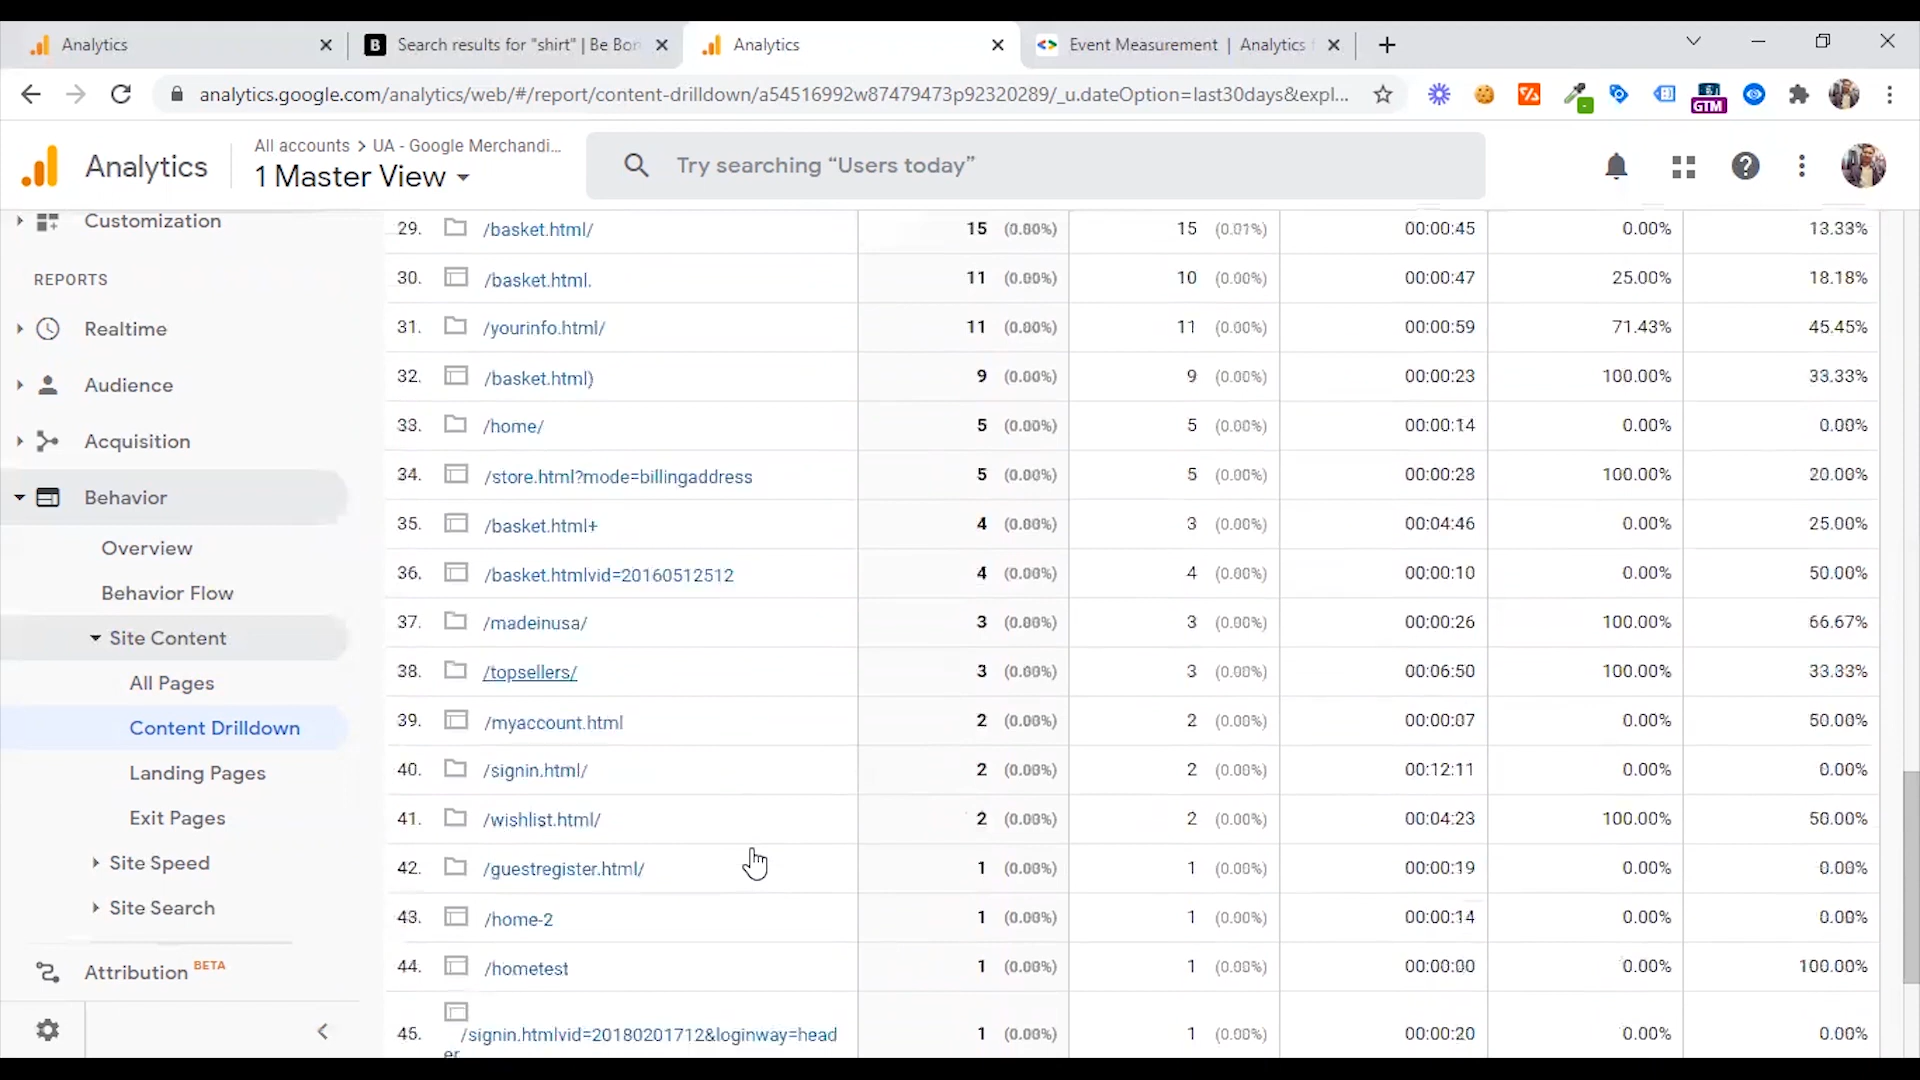 Analytics
Search results for "shirt" | Be Bon
Analytics
Event Measurement | Analytics
analytics.google.com/analytics/web/#/report/content-drilldown/a54516992w87479473p92320289/_u.dateOption=last30days&expl...
GTM
Analytics
All accounts > UA - Google Merchandi...
1 Master View
Try searching “Users today”
Customization
REPORTS
Realtime
Audience
Acquisition
Behavior
Overview
Behavior Flow
Site Content
All Pages
Content Drilldown
Landing Pages
Exit Pages
Site Speed
Site Search
Attribution BETA
29. /basket.html/ 15 (0.00%) 15 (0.01%) 00:00:45 0.00% 13.33%
30. /basket.html. 11 (0.00%) 10 (0.00%) 00:00:47 25.00% 18.18%
31. /yourinfo.html/ 11 (0.00%) 11 (0.00%) 00:00:59 71.43% 45.45%
32. /basket.html) 9 (0.00%) 9 (0.00%) 00:00:23 100.00% 33.33%
33. /home/ 5 (0.00%) 5 (0.00%) 00:00:14 0.00% 0.00%
34. /store.html?mode=billingaddress 5 (0.00%) 5 (0.00%) 00:00:28 100.00% 20.00%
35. /basket.html+ 4 (0.00%) 3 (0.00%) 00:04:46 0.00% 25.00%
36. /basket.htmlvid=20160512512 4 (0.00%) 4 (0.00%) 00:00:10 0.00% 50.00%
37. /madeinusa/ 3 (0.00%) 3 (0.00%) 00:00:26 100.00% 66.67%
38. /topsellers/ 3 (0.00%) 3 (0.00%) 00:06:50 100.00% 33.33%
39. /myaccount.html 2 (0.00%) 2 (0.00%) 00:00:07 0.00% 50.00%
40. /signin.html/ 2 (0.00%) 2 (0.00%) 00:12:11 0.00% 0.00%
41. /wishlist.html/ 2 (0.00%) 2 (0.00%) 00:04:23 100.00% 50.00%
42. /guestregister.html/ 1 (0.00%) 1 (0.00%) 00:00:19 0.00% 0.00%
43. /home-2 1 (0.00%) 1 (0.00%) 00:00:14 0.00% 0.00%
44. /hometest 1 (0.00%) 1 (0.00%) 00:00:00 0.00% 100.00%
45. /signin.htmlvid=20180201712&loginway=head 1 (0.00%) 1 (0.00%) 00:00:20 0.00% 0.00%
er